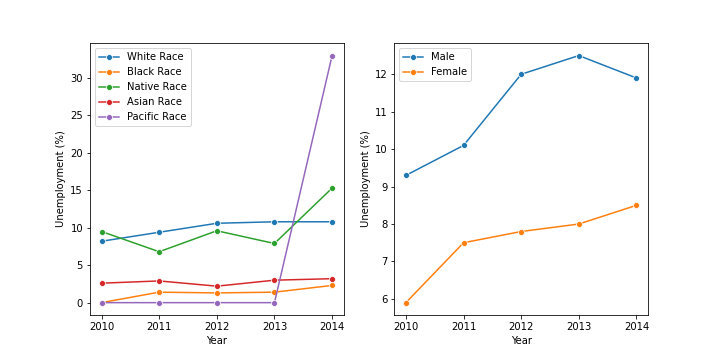 White Race
Black Race
Native Race
Asian Race
Pacific Race
Unemployment (%)
30
25
20
15
10
5
0
2010 2011 2012 2013 2014
Year
Male
Female
Unemployment (%)
12
11
10
9
8
7
6
2010 2011 2012 2013 2014
Year